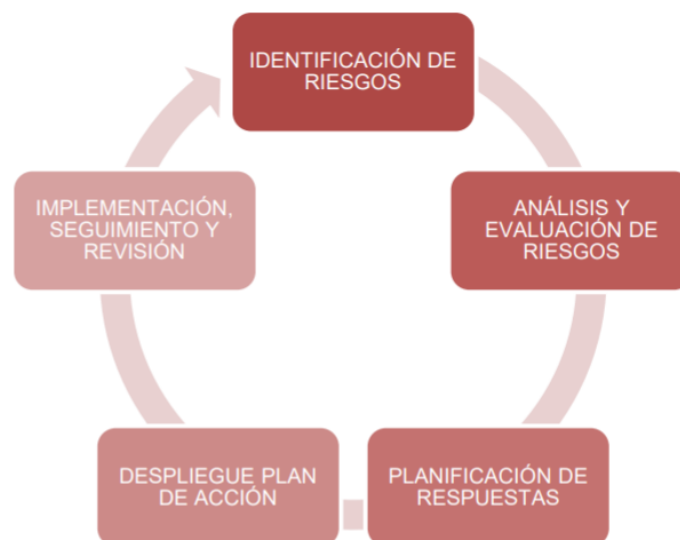 IDENTIFICACIÓN DE
RIESGOS
ANÁLISIS Y
EVALUACIÓN DE
RIESGOS
PLANIFICACIÓN DE
RESPUESTAS
DESPLIEGUE PLAN
DE ACCIÓN
IMPLEMENTACIÓN,
SEGUIMIENTO Y
REVISIÓN